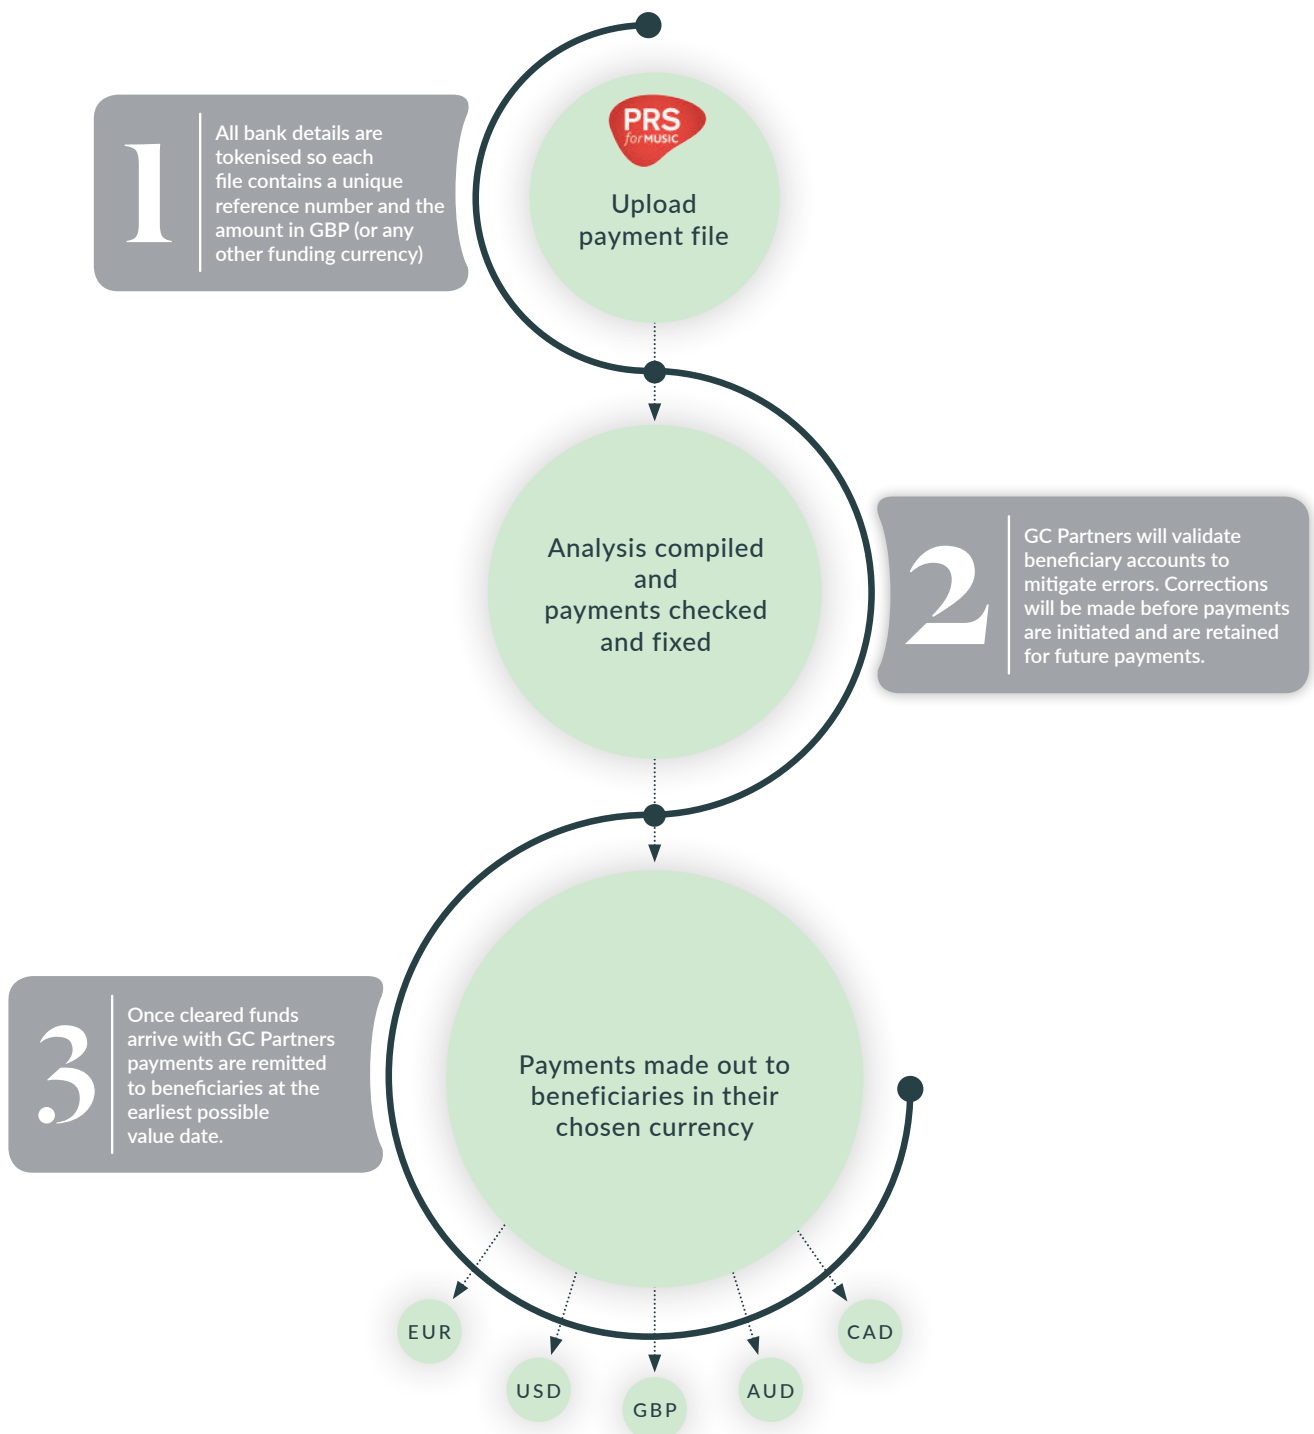 PRS
for MUSIC
Upload
payment file
1
All bank details are
tokenised so each
file contains a unique
reference number and the
amount in GBP (or any
other funding currency)
Analysis compiled
and
payments checked
and fixed
2
GC Partners will validate
beneficiary accounts to
mitigate errors. Corrections
will be made before payments
are initiated and are retained
for future payments.
3
Once cleared funds
arrive with GC Partners
payments are remitted
to beneficiaries at the
earliest possible
value date.
Payments made out to
beneficiaries in their
chosen currency
EUR
USD
GBP
AUD
CAD